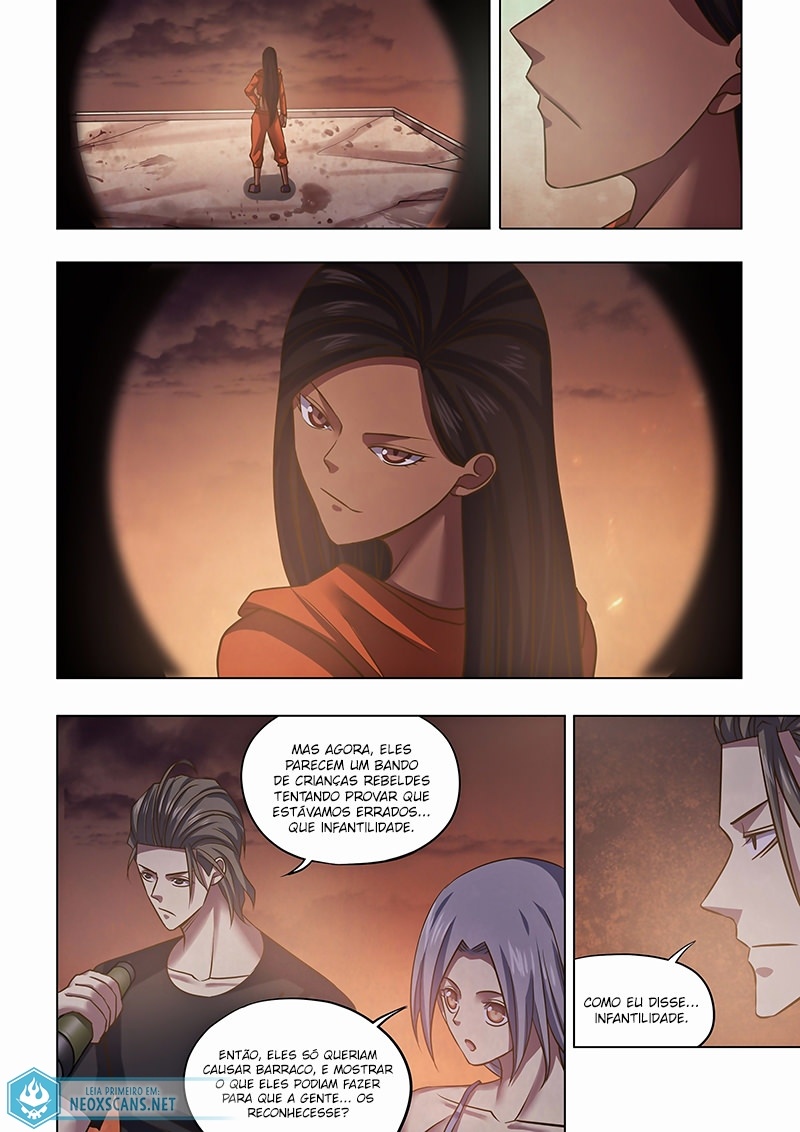 MAS AGORA, ELES
PARECEM UM BANDO
DE CRIANÇAS REBELDES
TENTANDO PROVAR QUE
ESTÁVAMOS ERRADOS...
QUE INFANTILIDADE.
ENTÃO, ELES SÓ QUERIAM
CAUSAR BARRACO, E MOSTRAR
O QUE ELES PODIAM FAZER
PARA QUE A GENTE... OS
RECONHECESSE?
COMO EU DISSE...
INFANTILIDADE.
LEIA PRIMEIRO EM:
NEOXSCANS.NET